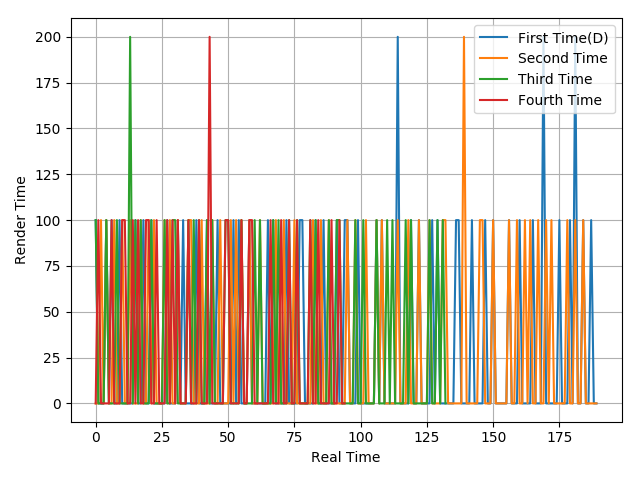 200
175
150
125
100
75
50
25
0
Render Time
First Time(D)
Second Time
Third Time
Fourth Time
0 25 50 75 100 125 150 175
Real Time